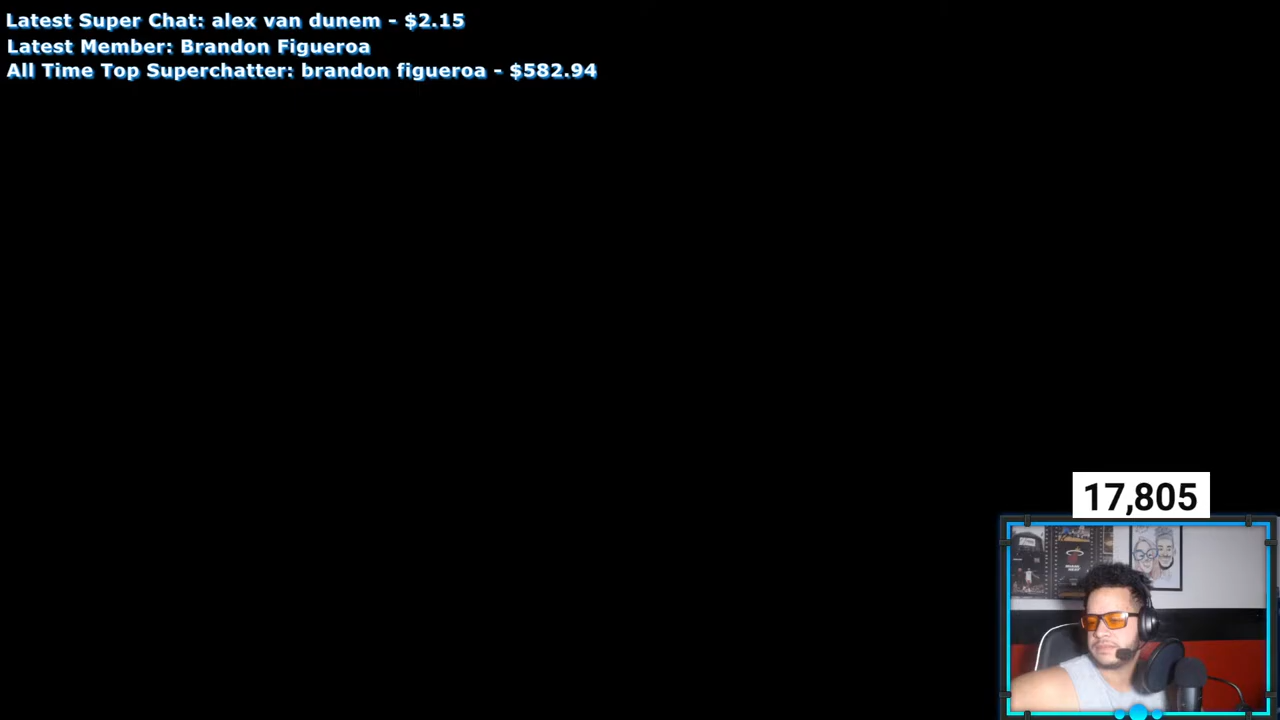 Latest Super Chat: alex van dunem - $2.15
Latest Member: Brandon Figueroa
All Time Top Superchatter: brandon figueroa - $582.94
17,805